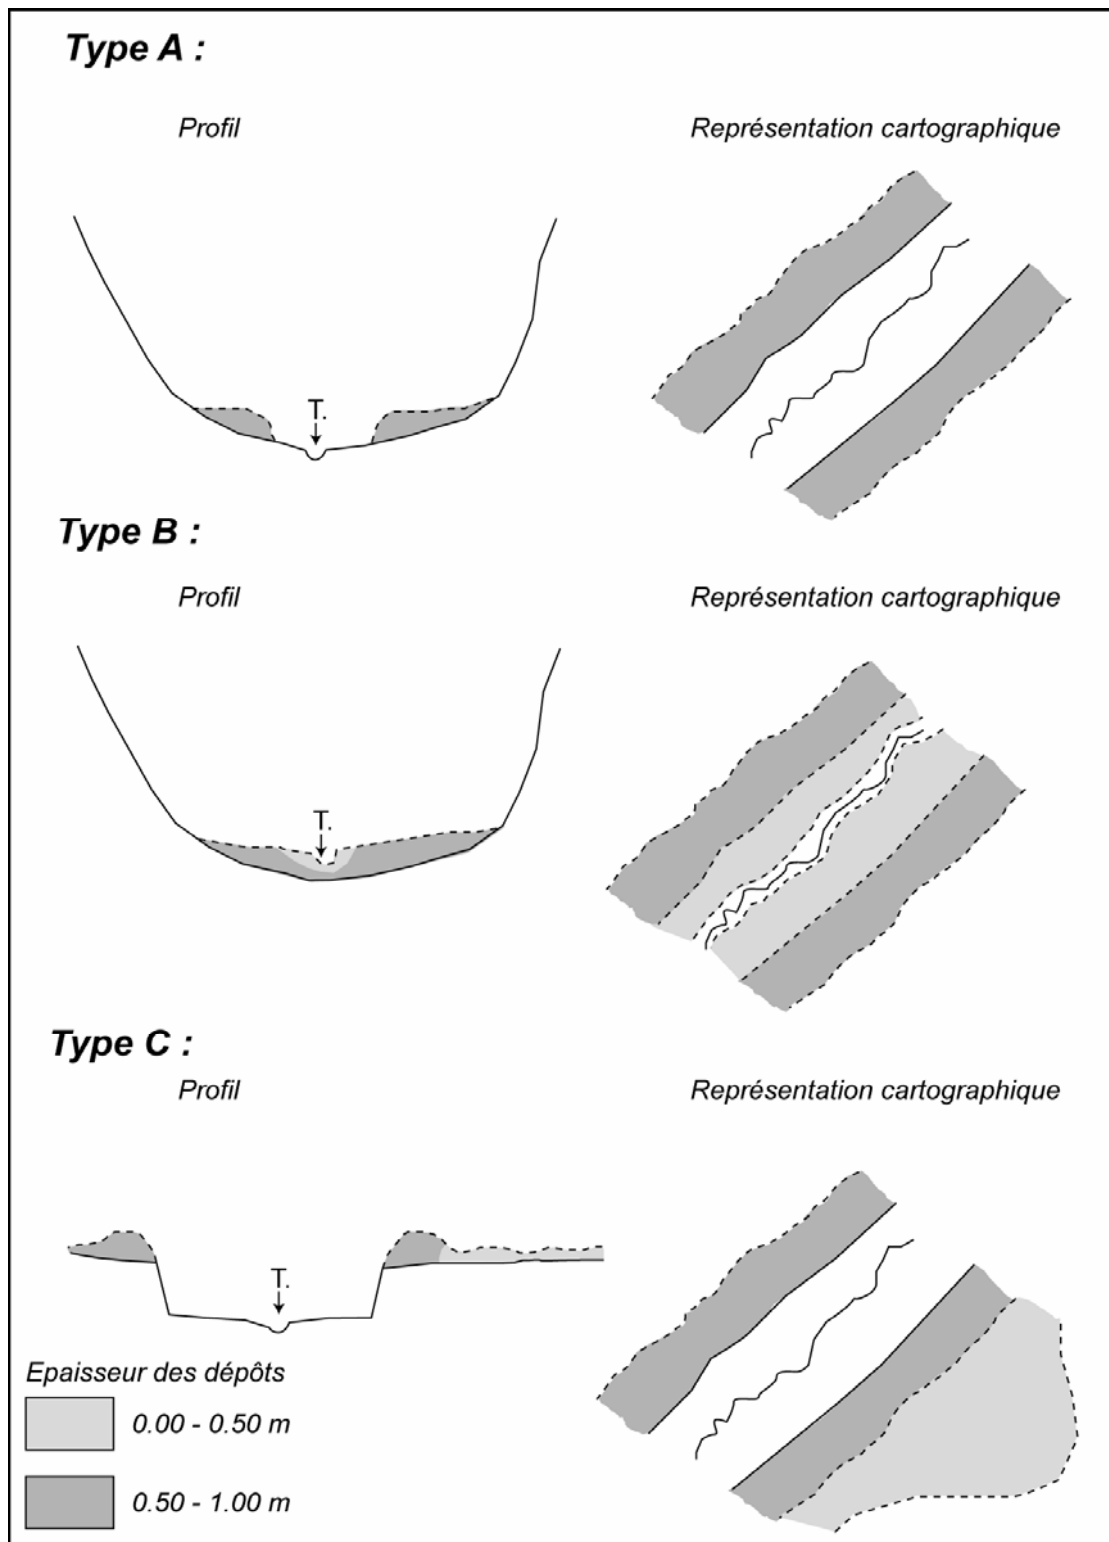 Type A :
Profil
Représentation cartographique
T.
Type B :
Profil
Représentation cartographique
T.
Type C :
Profil
Représentation cartographique
T.
Epaisseur des dépôts
0.00 - 0.50 m
0.50 - 1.00 m